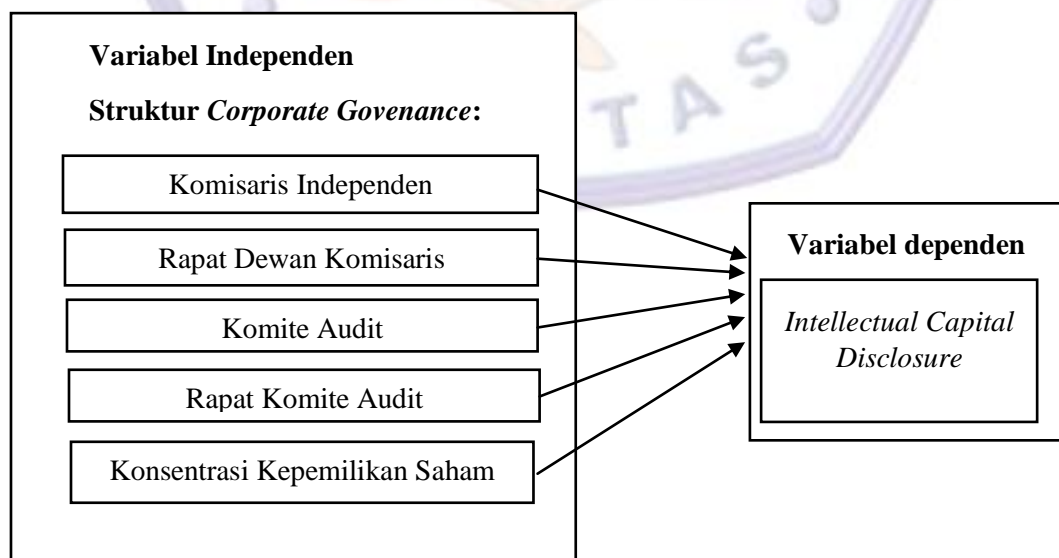 TAS
Variabel Independen
Struktur Corporate Govenance:
Komisaris Independen
Rapat Dewan Komisaris
Komite Audit
Rapat Komite Audit
Konsentrasi Kepemilikan Saham
Variabel dependen
Intellectual Capital
Disclosure